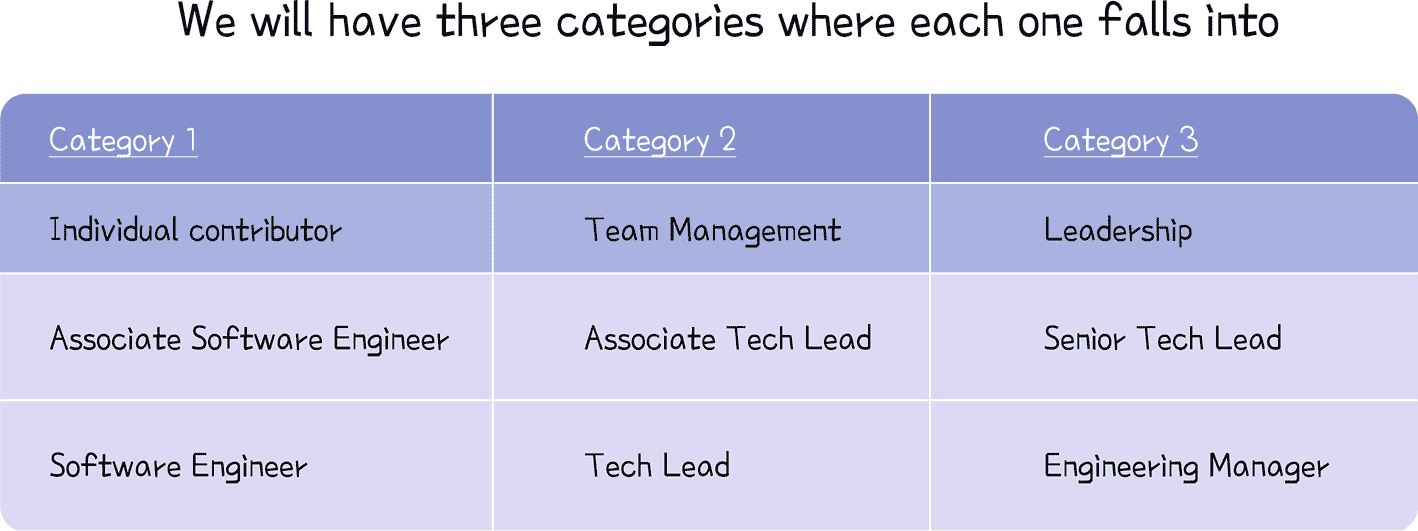 We will have three categories where each one falls into
Category 1 Category 2 Category 3
Individual contributor Team Management Leadership
Associate Software Engineer Associate Tech Lead Senior Tech Lead
Software Engineer Tech Lead Engineering Manager